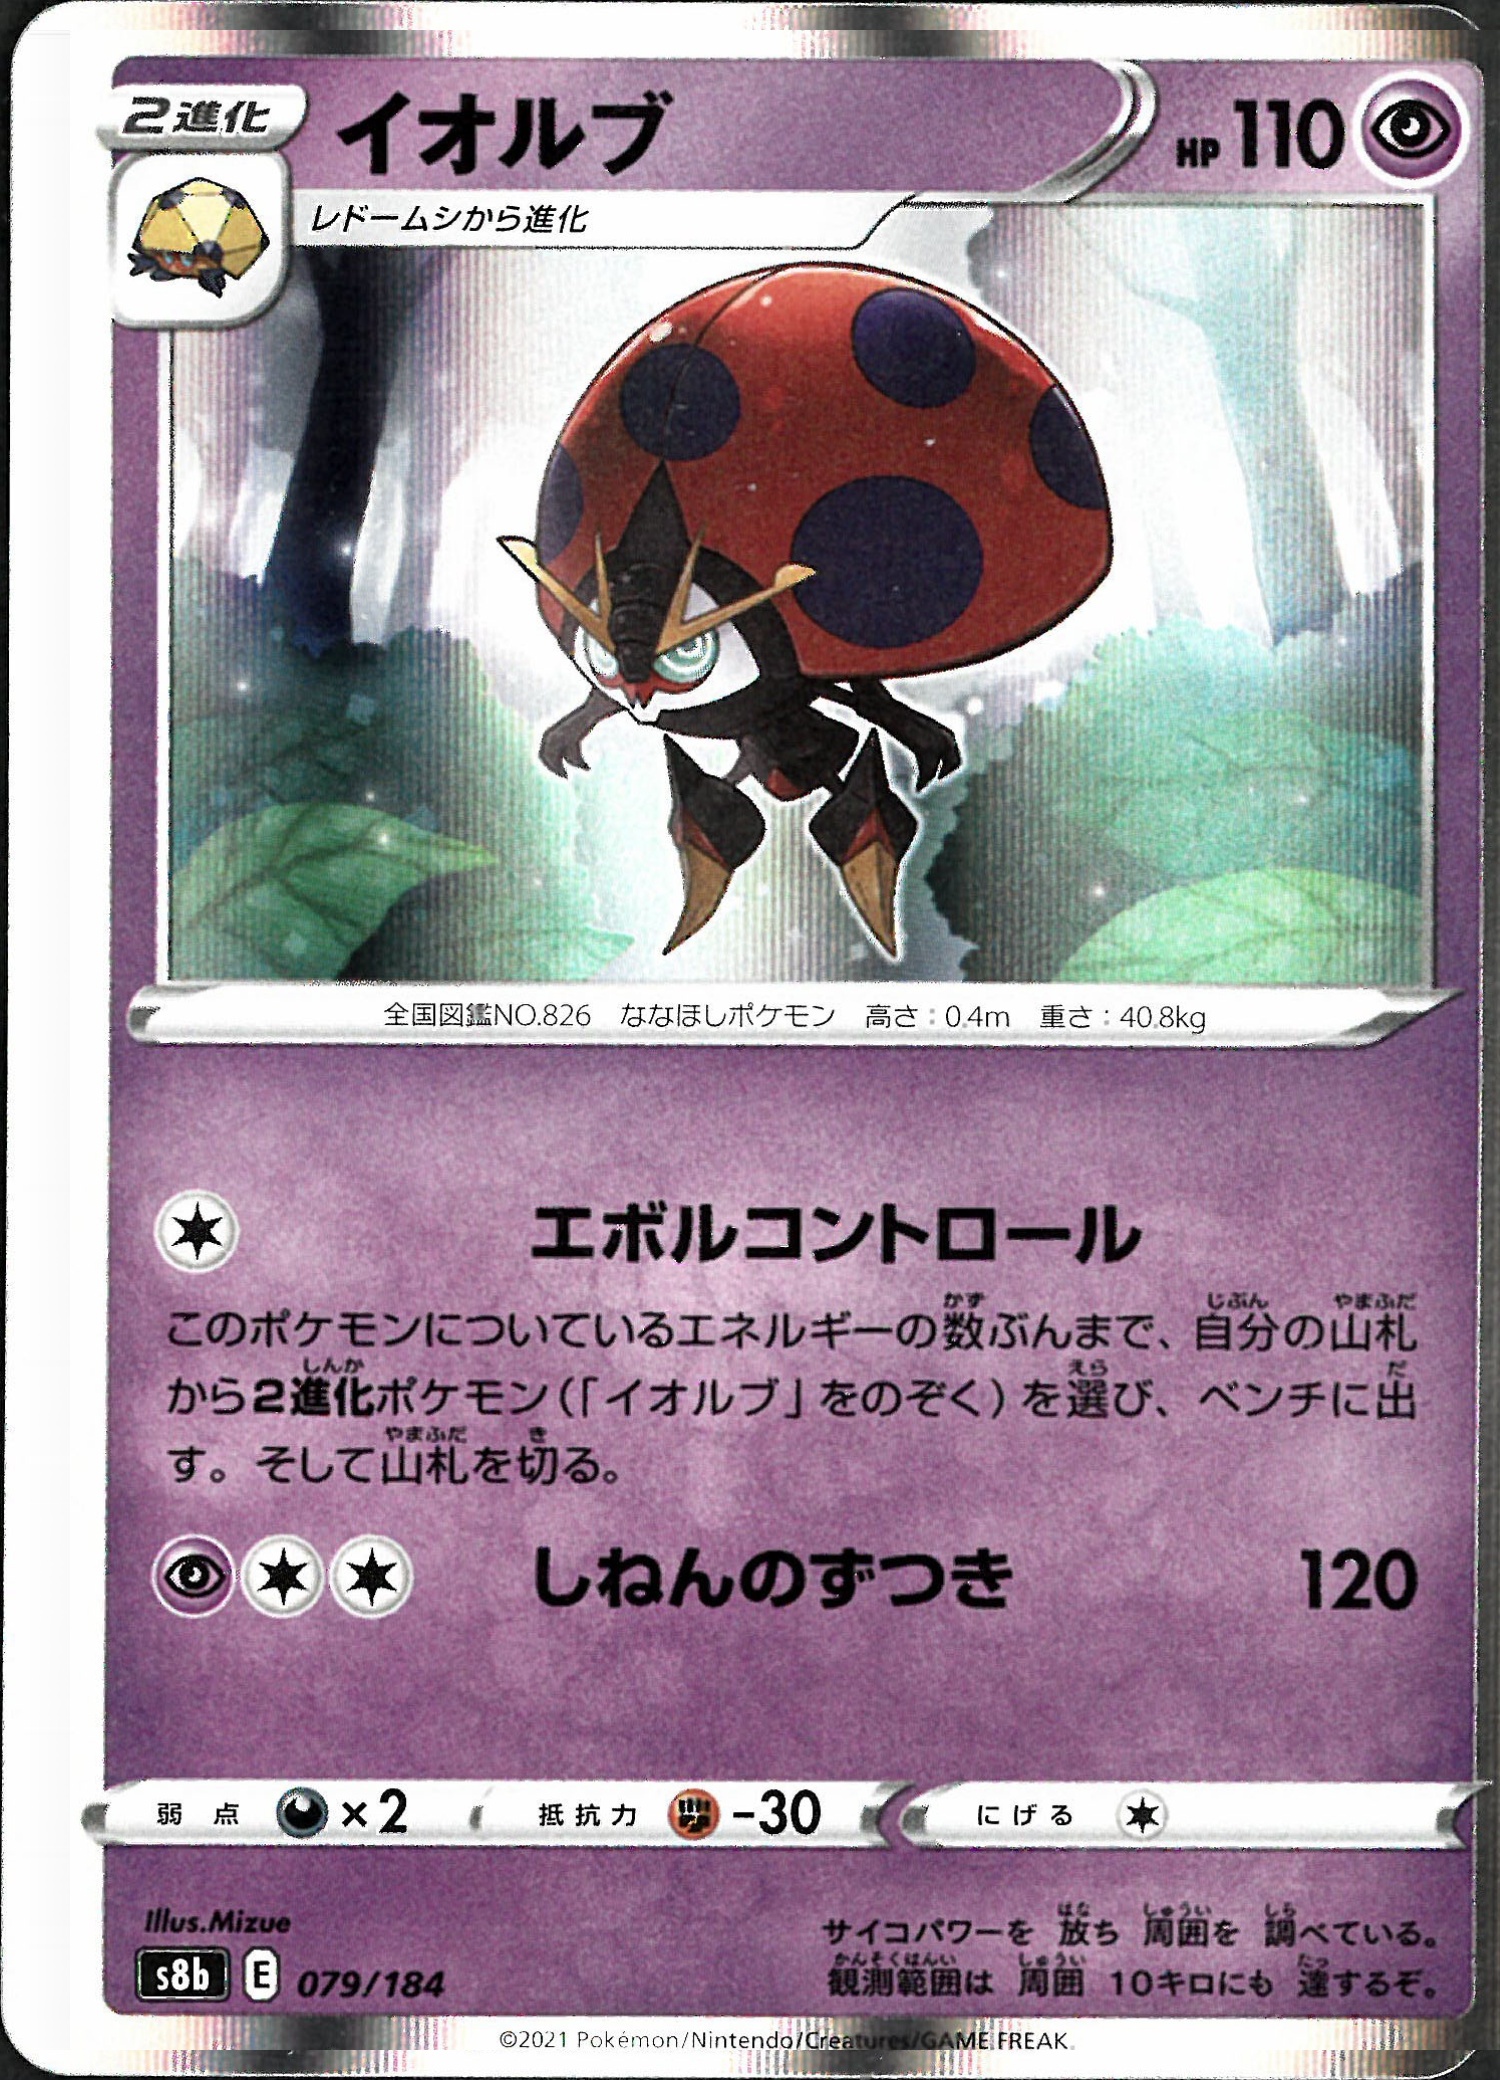 2進化
イオルブ
HP 110
レドームシから進化
全国図鑑NO.826 ななほしポケモン 高さ:0.4m 重さ:40.8kg
エボルコントロール
このポケモンについているエネルギーの数ぶんまで、自分の山札
から2進化ポケモン(「イオルブ」をのぞく)を選び、ベンチに出
す。そして山札を切る。
しねんのずつき 120
弱点 ×2 抵抗力 -30 にげる
Illus.Mizue
s8b E 079/184
サイコパワーを 放ち 周囲を 調べている。
観測範囲は 周囲 10キロにも 達するぞ。
©2021 Pokémon/Nintendo/Creatures/GAME FREAK.